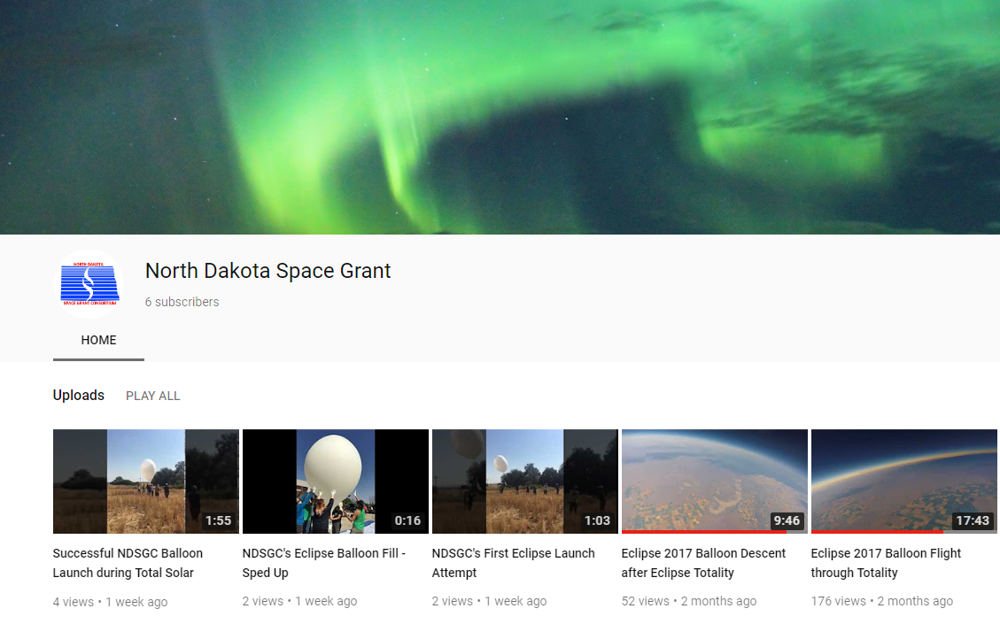 NORTH DAKOTA
SPACE GRANT CONSORTIUM
North Dakota Space Grant
6 subscribers
HOME
Uploads PLAY ALL
1:55 0:16 1:03 9:46 17:43
Successful NDSGC Balloon
Launch during Total Solar
4 views • 1 week ago
NDSGC's Eclipse Balloon Fill -
Sped Up
2 views • 1 week ago
NDSGC's First Eclipse Launch
Attempt
2 views • 1 week ago
Eclipse 2017 Balloon Descent
after Eclipse Totality
52 views • 2 months ago
Eclipse 2017 Balloon Flight
through Totality
176 views • 2 months ago